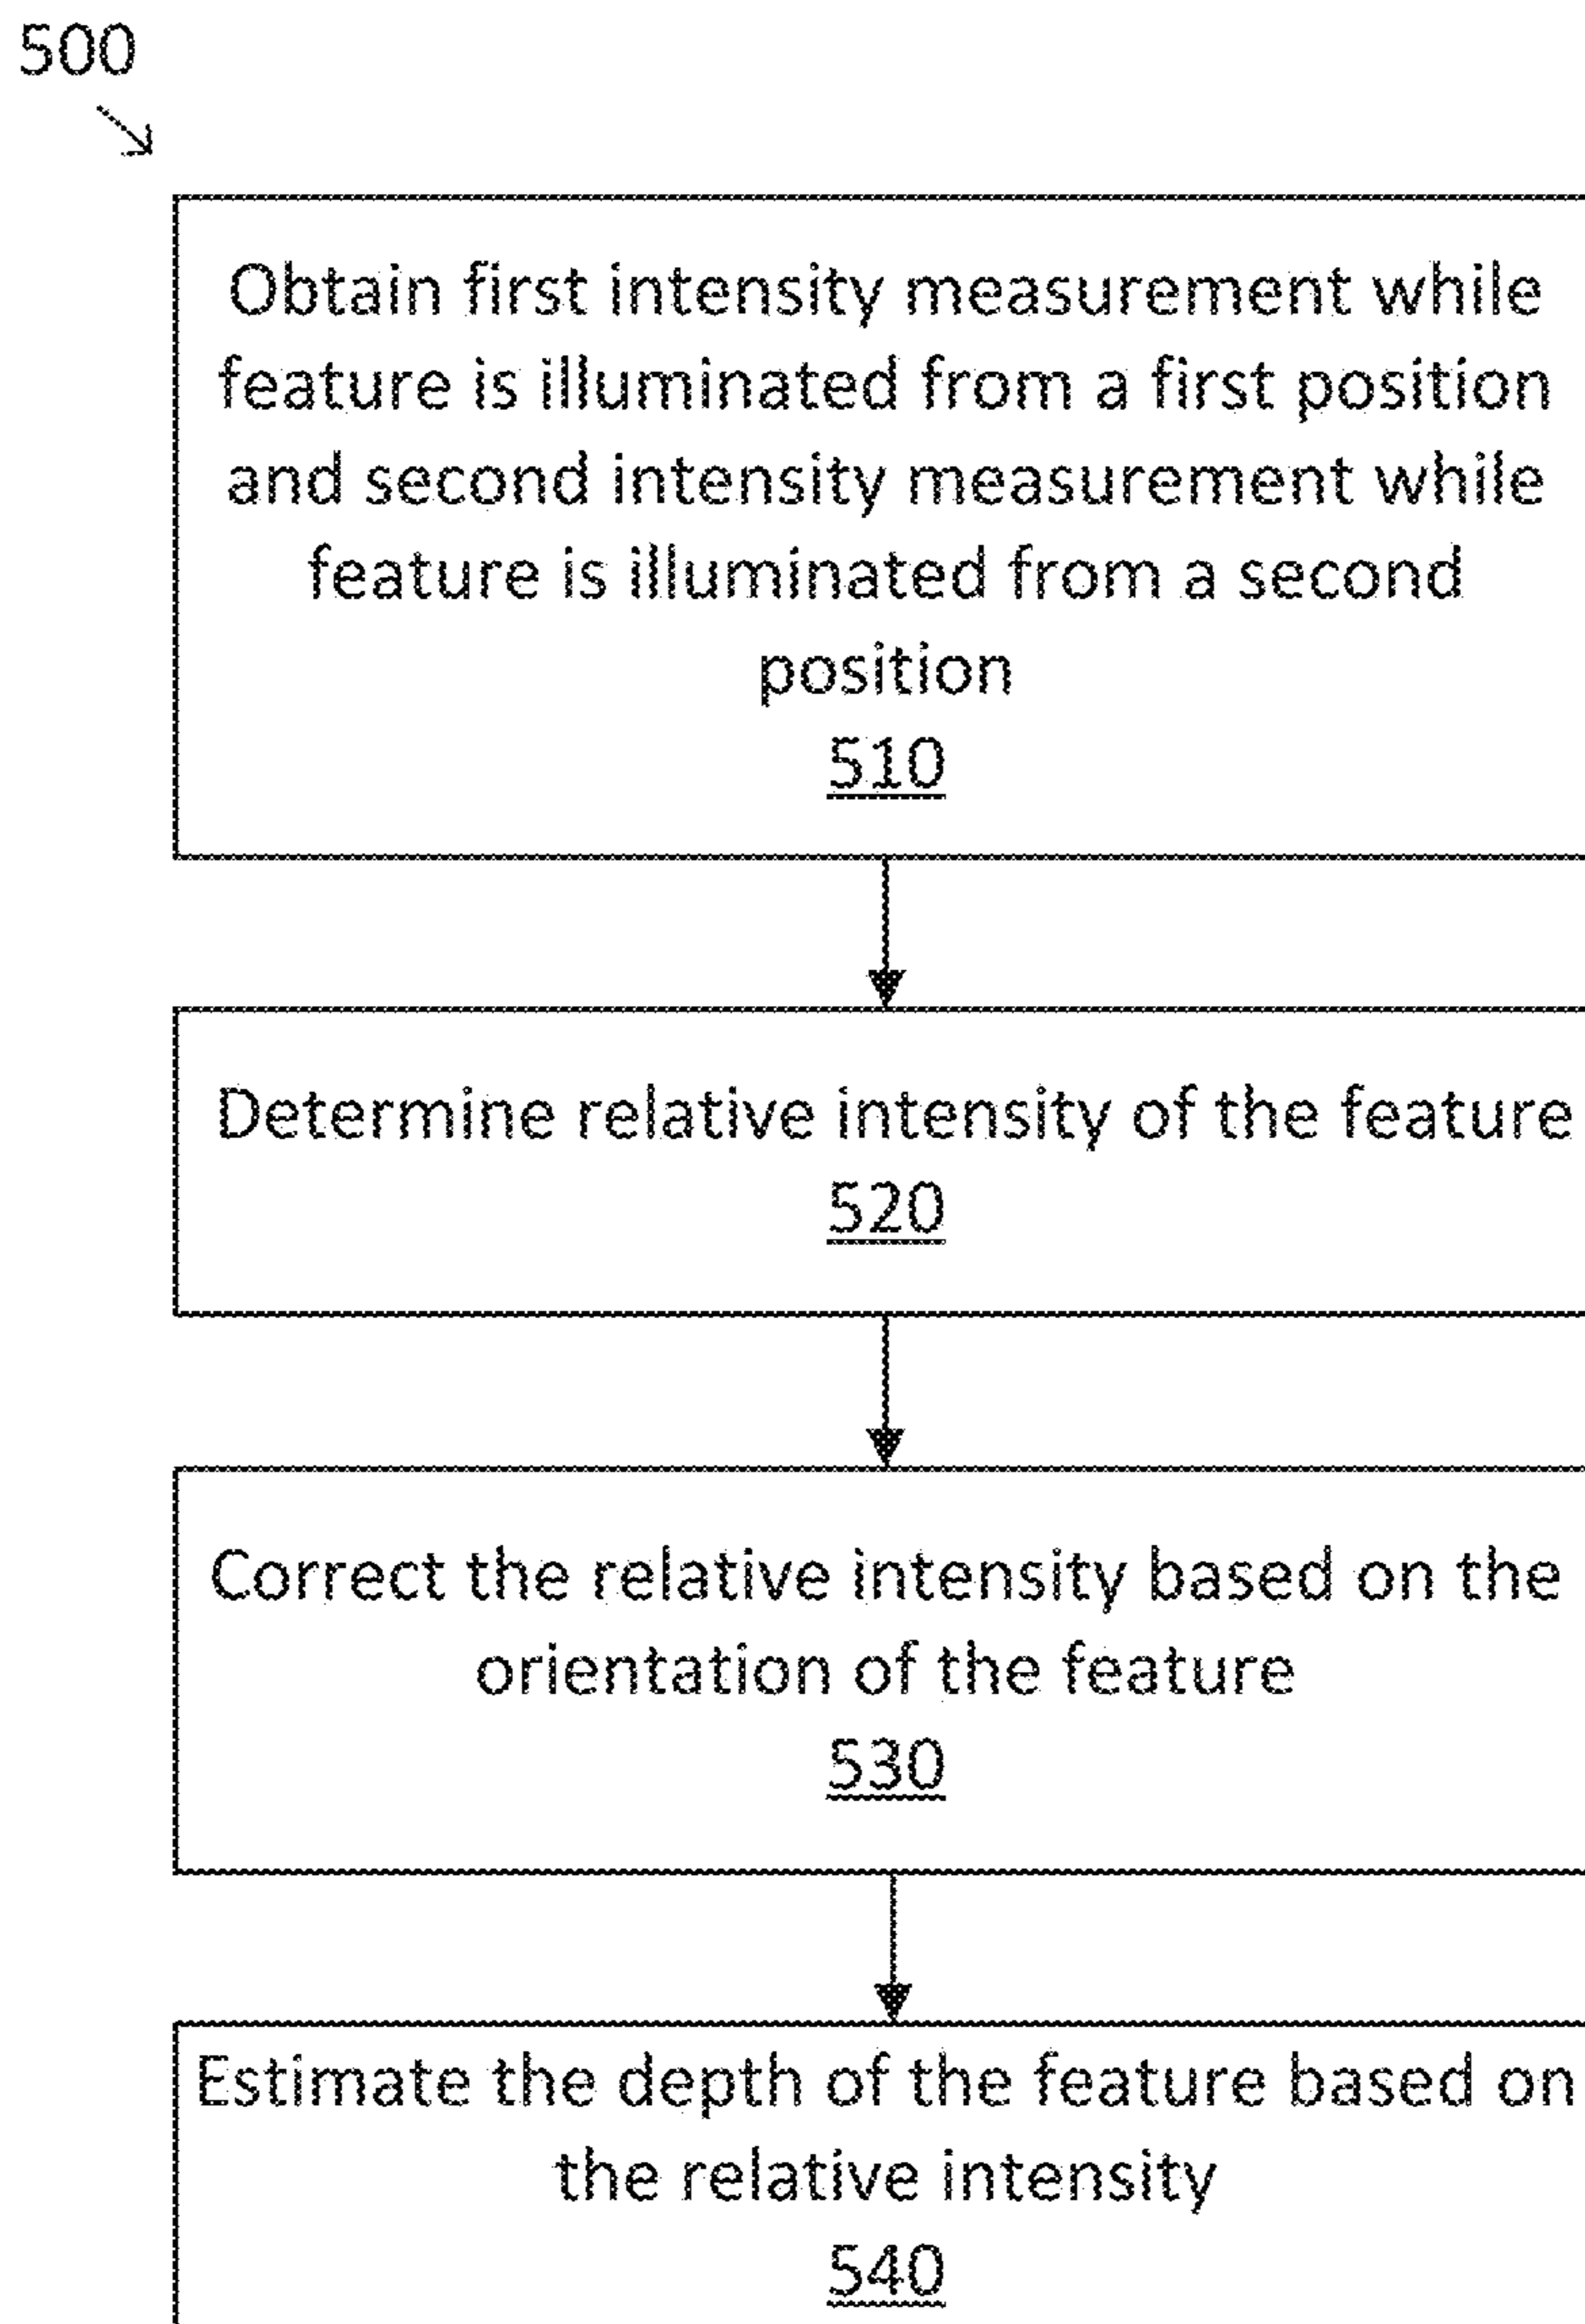 500
Obtain first intensity measurement while
feature is illuminated from a first position
and second intensity measurement while
feature is illuminated from a second
position
510
Determine relative intensity of the feature
520
Correct the relative intensity based on the
orientation of the feature
530
Estimate the depth of the feature based on
the relative intensity
540